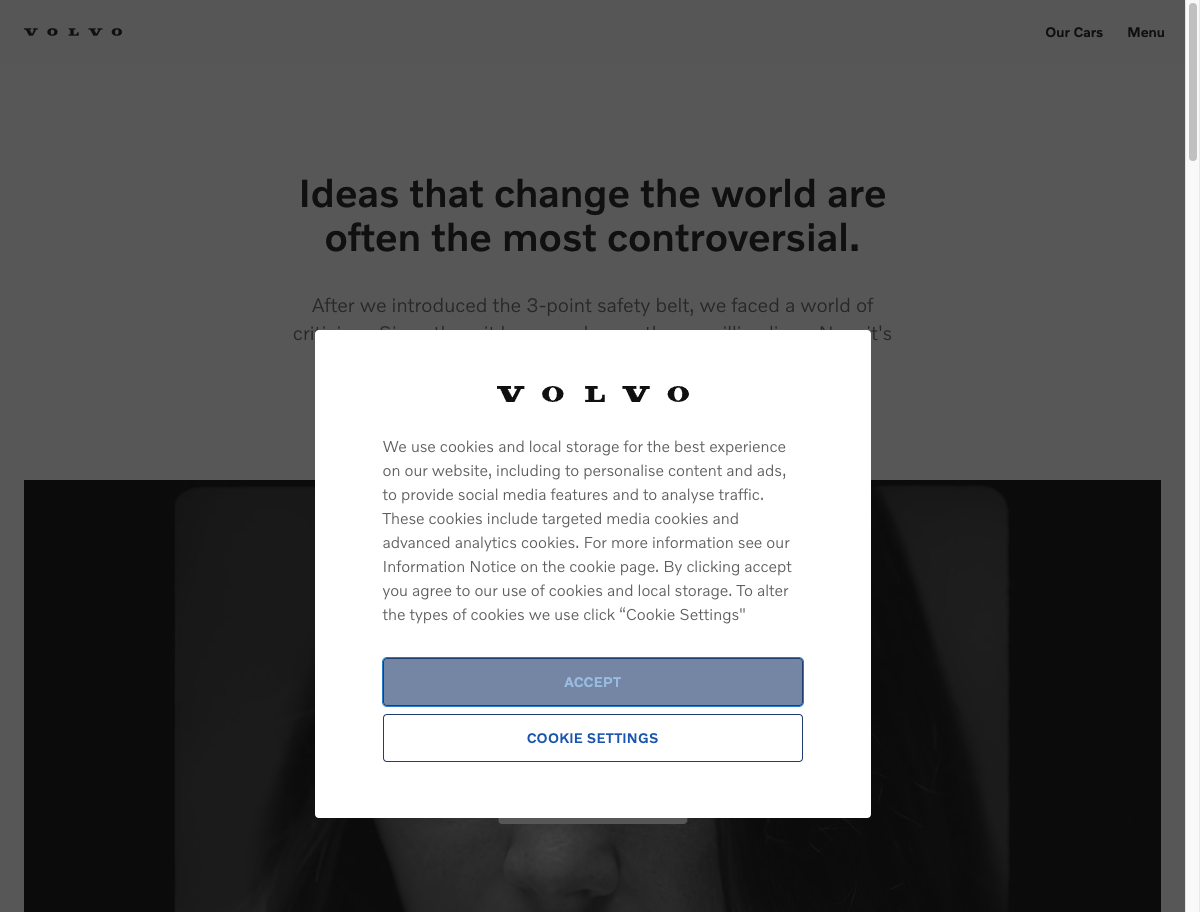 VOLVO
Our Cars
Menu
Ideas that change the world are
often the most controversial.
After we introduced the 3-point safety belt, we faced a world of
it's
VOLVO
We use cookies and local storage for the best experience
on our website, including to personalise content and ads,
to provide social media features and to analyse traffic.
These cookies include targeted media cookies and
advanced analytics cookies. For more information see our
Information Notice on the cookie page. By clicking accept
you agree to our use of cookies and local storage. To alter
the types of cookies we use click “Cookie Settings"
ACCEPT
COOKIE SETTINGS